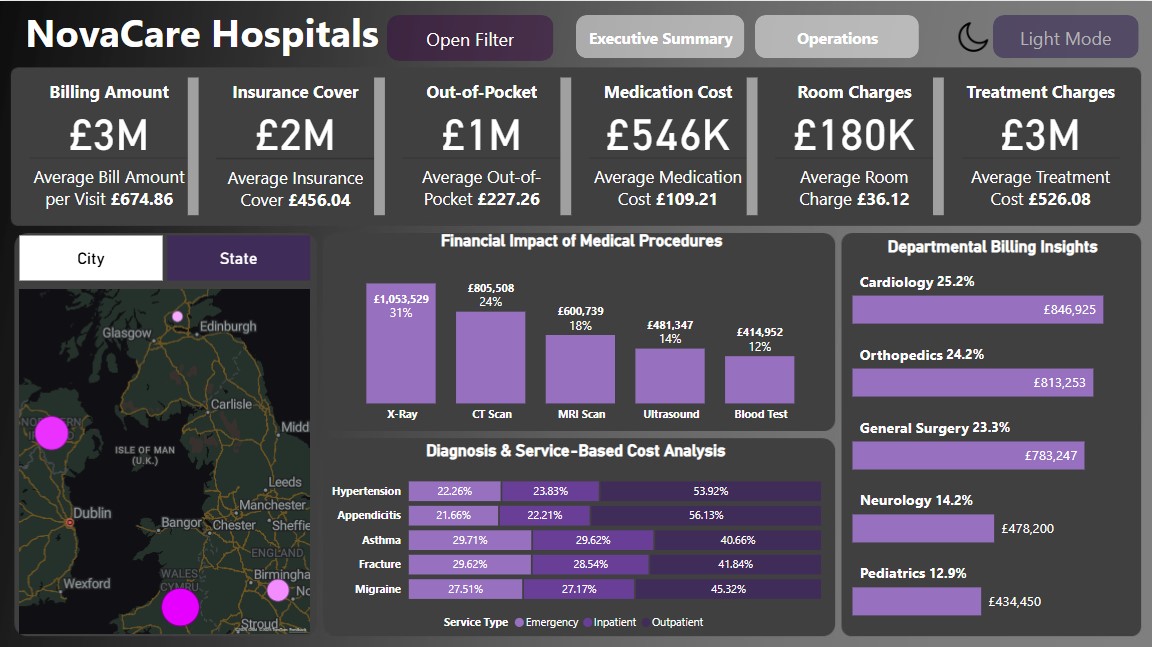 NovaCare Hospitals
Open Filter
Executive Summary
Operations
Light Mode
Billing Amount
£3M
Average Bill Amount
per Visit £674.86
Insurance Cover
£2M
Average Insurance
Cover £456.04
Out-of-Pocket
£1M
Average Out-of-
Pocket £227.26
Medication Cost
£546K
Average Medication
Cost £109.21
Room Charges
£180K
Average Room
Charge £36.12
Treatment Charges
£3M
Average Treatment
Cost £526.08
City
State
Glasgow
Edinburgh
Carlisle
Midd
ISLE OF MAN
(U.K.)
Leeds
Manchester
Dublin
Bangor
Chester
Sheffie
ENGLAND
WALES
CYMRU
Birmingha
Wexford
Stroud
Financial Impact of Medical Procedures
£1,053,529
31%
£805,508
24%
£600,739
18%
£481,347
14%
£414,952
12%
X-Ray
CT Scan
MRI Scan
Ultrasound
Blood Test
Diagnosis & Service-Based Cost Analysis
Hypertension 22.26% 23.83% 53.92%
Appendicitis 21.66% 22.21% 56.13%
Asthma 29.71% 29.62% 40.66%
Fracture 29.62% 28.54% 41.84%
Migraine 27.51% 27.17% 45.32%
Service Type Emergency Inpatient Outpatient
Departmental Billing Insights
Cardiology 25.2%
£846,925
Orthopedics 24.2%
£813,253
General Surgery 23.3%
£783,247
Neurology 14.2%
£478,200
Pediatrics 12.9%
£434,450